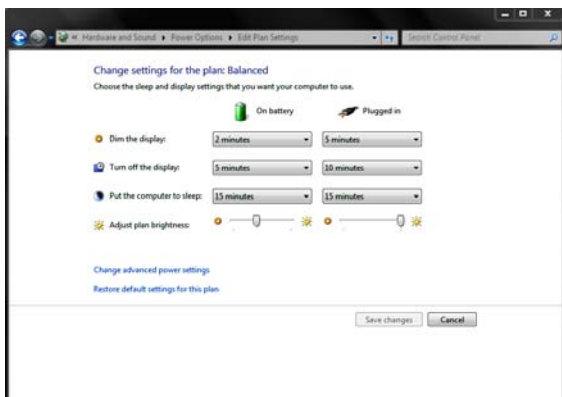 « Hardware and Sound ▸ Power Options ▸ Edit Plan Settings
Search Control Panel
Change settings for the plan: Balanced
Choose the sleep and display settings that you want your computer to use.
On battery Plugged in
Dim the display: 2 minutes 5 minutes
Turn off the display: 5 minutes 10 minutes
Put the computer to sleep: 15 minutes 15 minutes
Adjust plan brightness:
Change advanced power settings
Restore default settings for this plan
Save changes Cancel